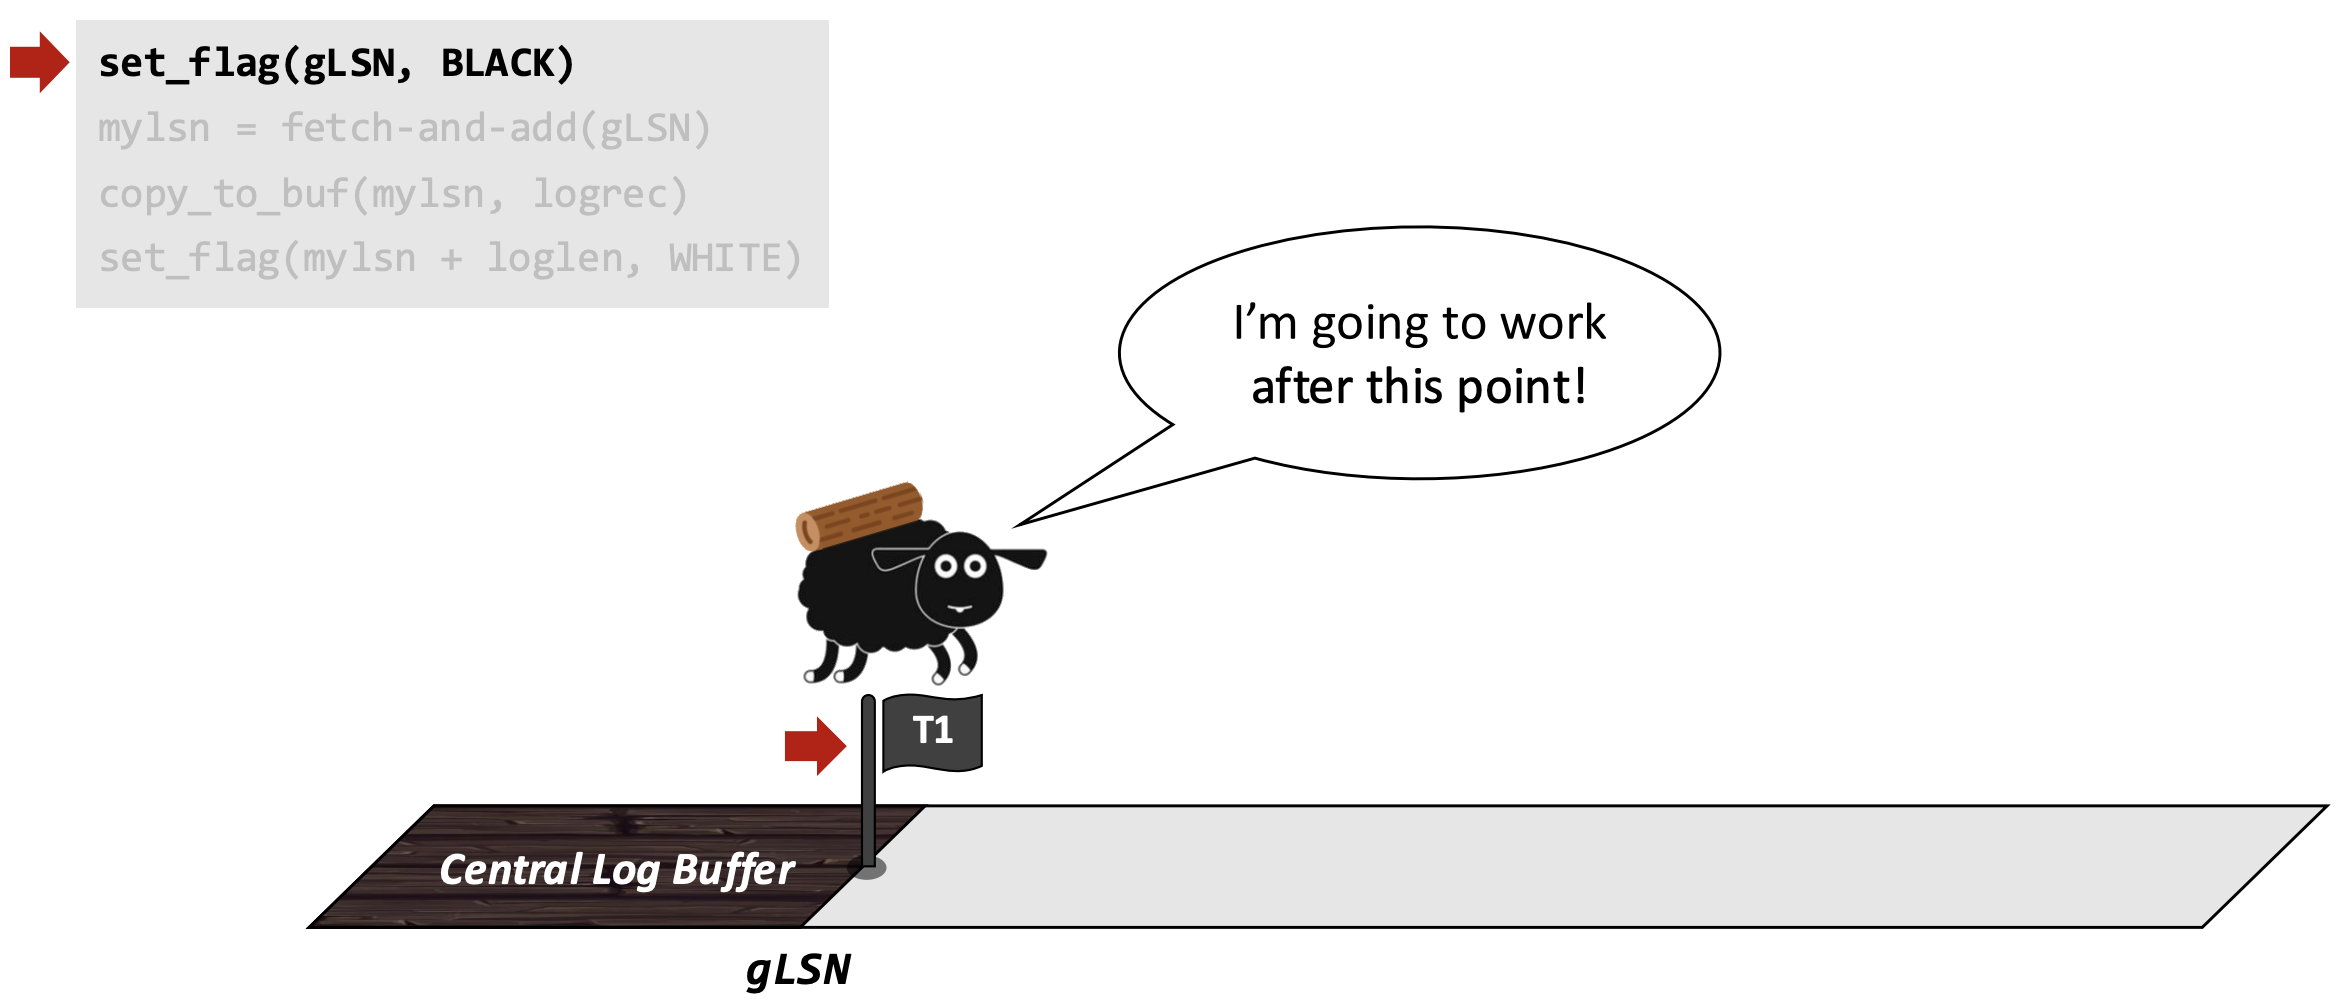 set_flag(gLSN, BLACK)
mylsn = fetch-and-add(gLSN)
copy_to_buf(mylsn, logrec)
set_flag(mylsn + loglen, WHITE)
I’m going to work
after this point!
T1
Central Log Buffer
gLSN